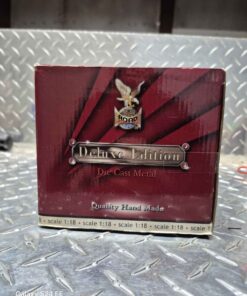 ROAD
Deluxe Edition
Die Cast Metal
Quality Hand Made
scale 1:18 • scale 1:18 • scale 1:18 • scale 1:18 • scale 1: